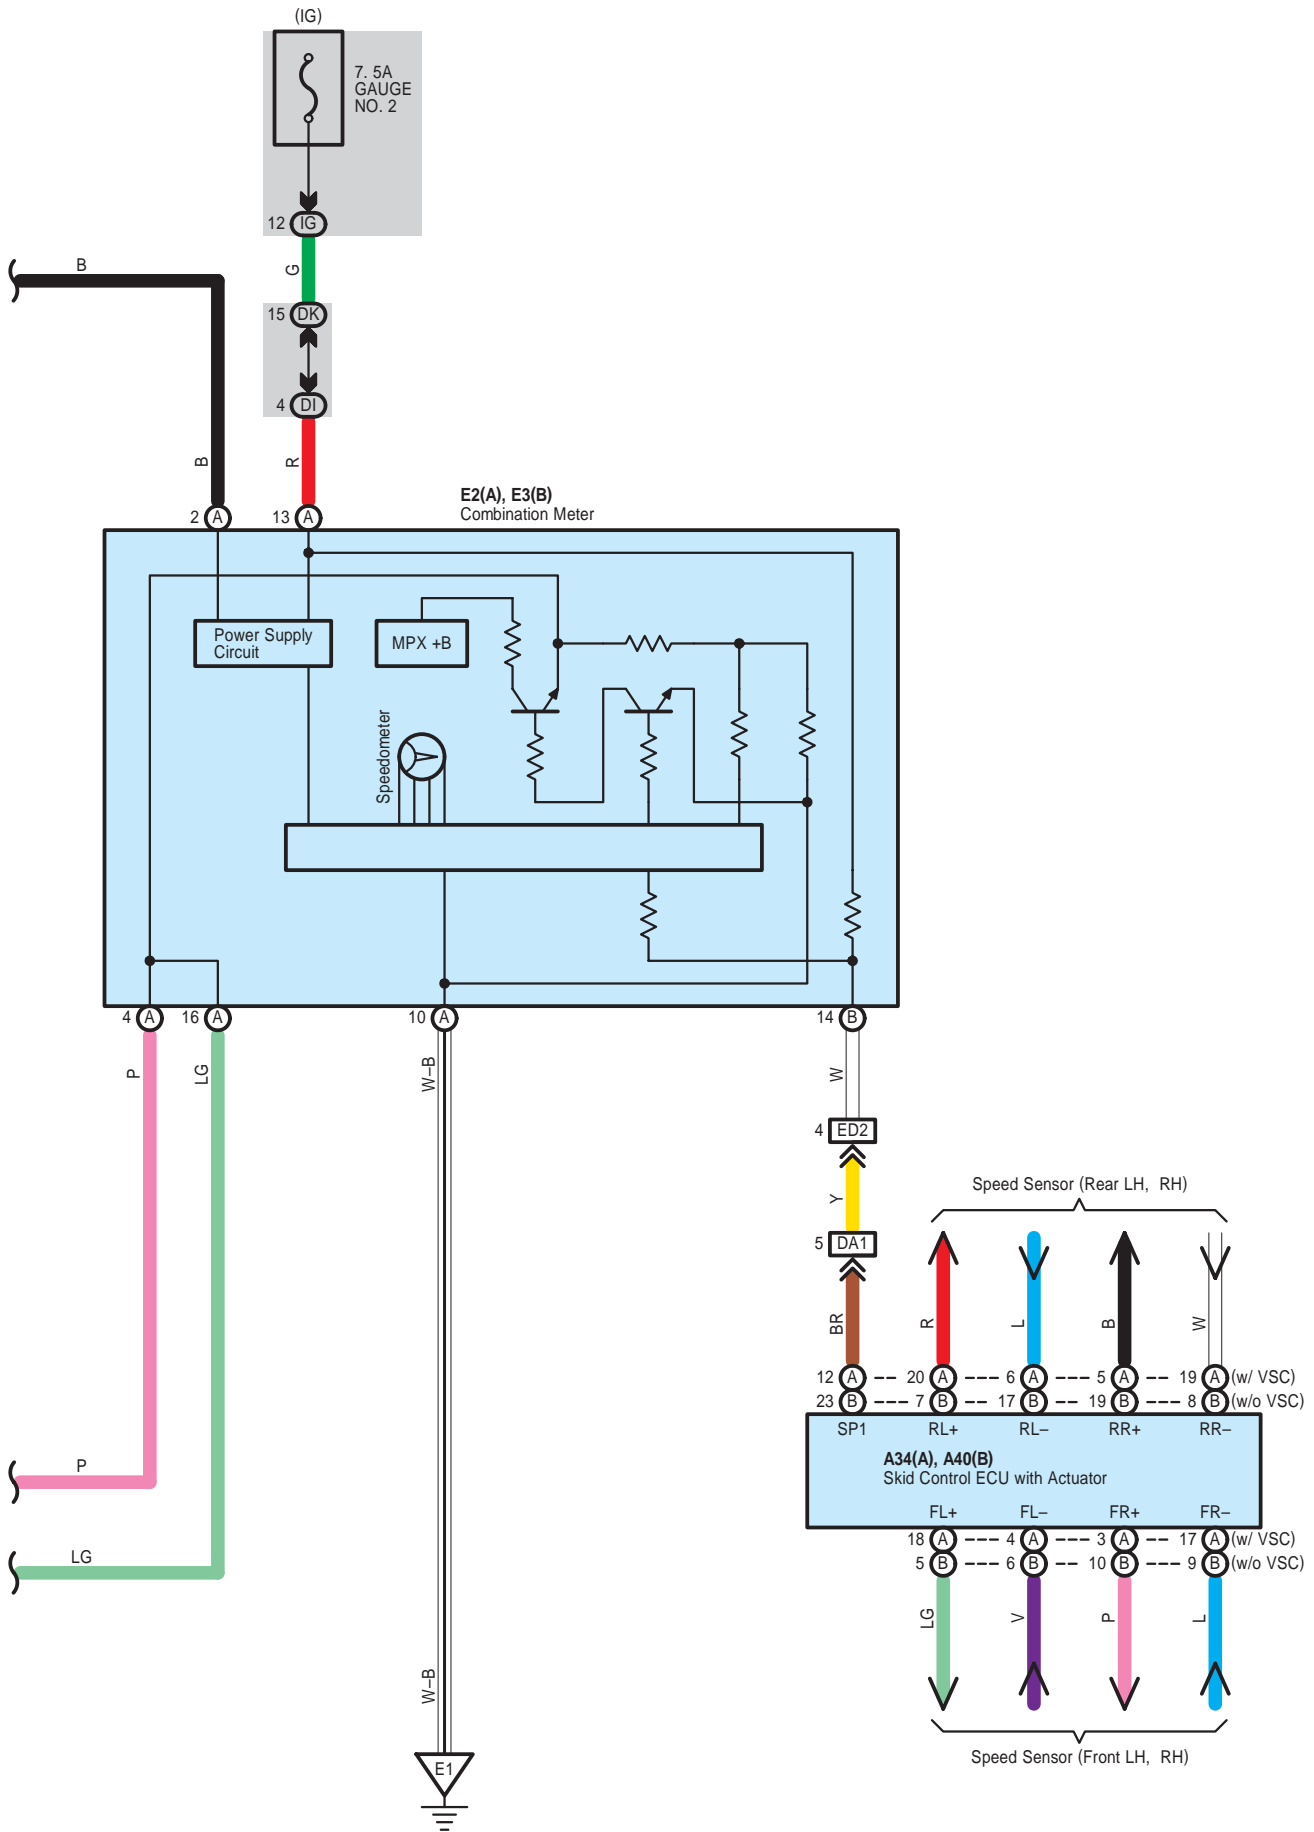 (IG)
7. 5A
GAUGE
NO. 2
12 IG
G
B
15 DK
4 DI
B
R
E2(A), E3(B)
Combination Meter
2 A
13 A
Power Supply
Circuit
MPX +B
Speedometer
4 A
16 A
10 A
14 B
P
LG
W–B
W
4 ED2
Y
5 DA1
Speed Sensor (Rear LH, RH)
BR
R
L
B
W
12 A 20 A 6 A 5 A 19 A (w/ VSC)
23 B 7 B 17 B 19 B 8 B (w/o VSC)
SP1 RL+ RL– RR+ RR–
A34(A), A40(B)
Skid Control ECU with Actuator
FL+ FL– FR+ FR–
18 A 4 A 3 A 17 A (w/ VSC)
5 B 6 B 10 B 9 B (w/o VSC)
P
LG
LG
V
P
L
W–B
Speed Sensor (Front LH, RH)
E1